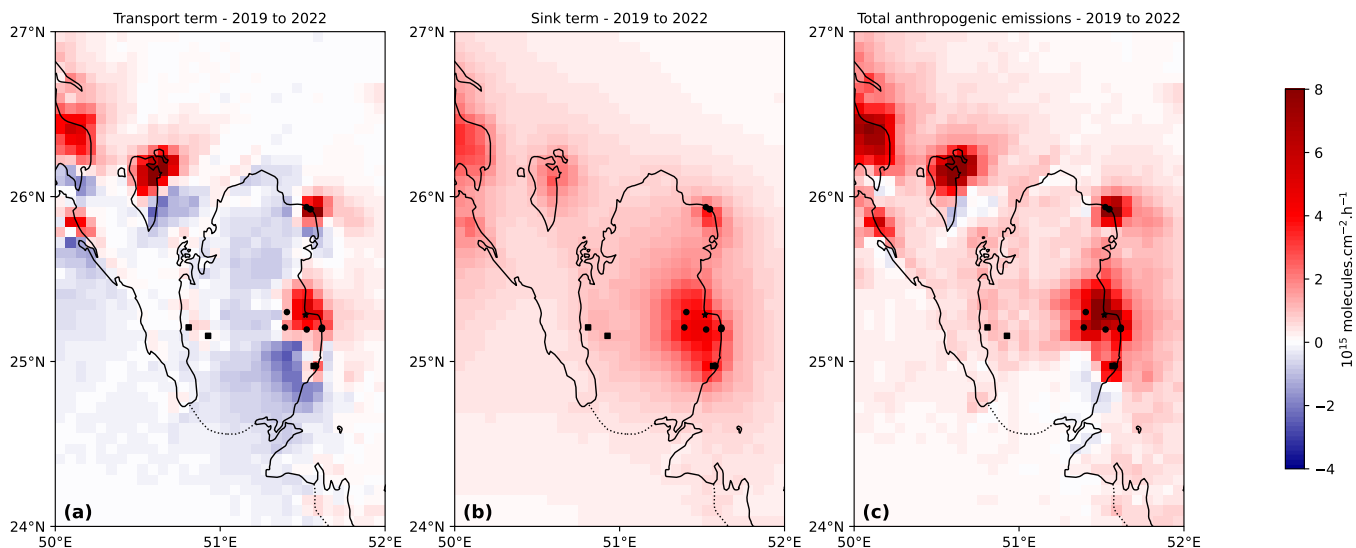 Transport term - 2019 to 2022
Sink term - 2019 to 2022
Total anthropogenic emissions - 2019 to 2022
27°N
26°N
25°N
24°N
50°E
51°E
52°E
(a)
27°N
26°N
25°N
24°N
50°E
51°E
52°E
(b)
27°N
26°N
25°N
24°N
50°E
51°E
52°E
(c)
8
6
4
2
0
−2
−4
10¹⁵ molecules.cm⁻².h⁻¹